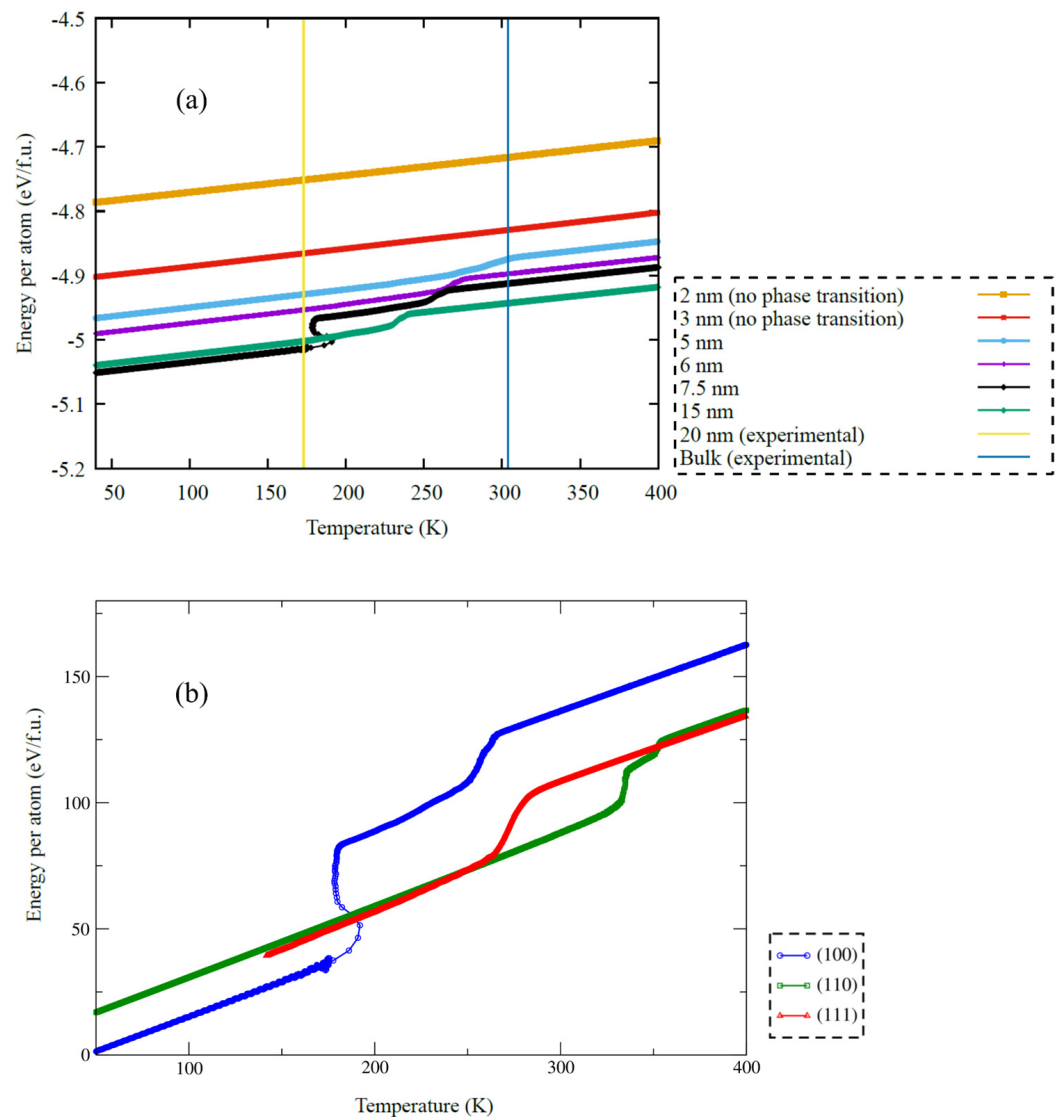 -4.5
(a)
-4.6
-4.7
-4.8
-4.9
-5
-5.1
-5.2
Energy per atom (eV/f.u.)
50 100 150 200 250 300 350 400
Temperature (K)
2 nm (no phase transition)
3 nm (no phase transition)
5 nm
6 nm
7.5 nm
15 nm
20 nm (experimental)
Bulk (experimental)
(b)
150
100
50
0
Energy per atom (eV/f.u.)
100 200 300 400
Temperature (K)
(100)
(110)
(111)